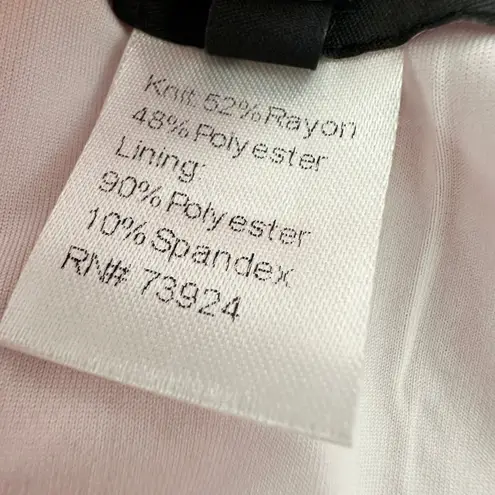 Knit: 52% Rayon
48% Polyester
Lining:
90% Polyester
10% Spandex
RN# 73924